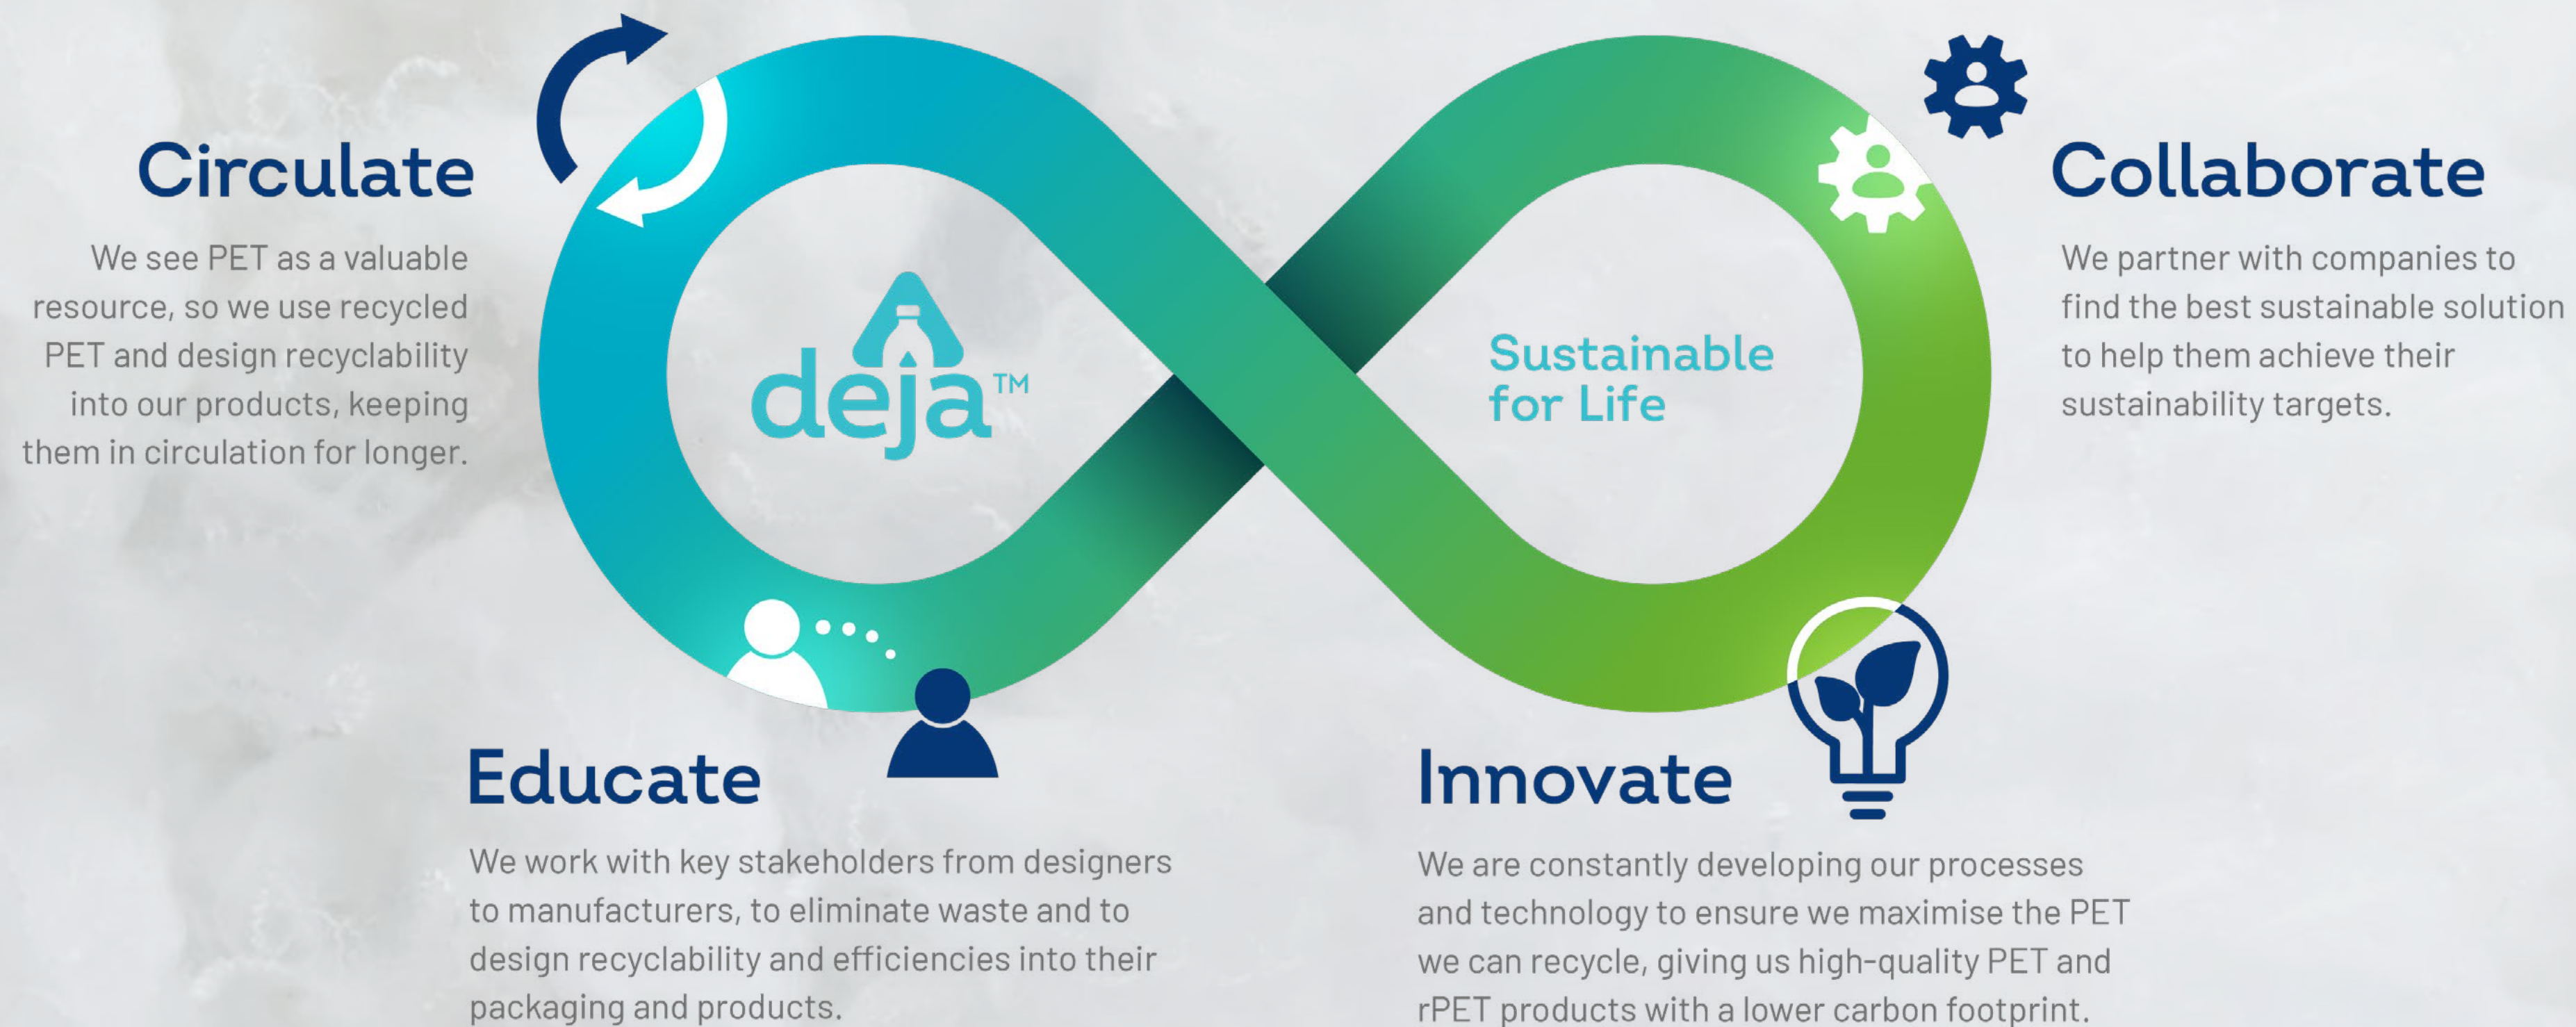 Circulate
We see PET as a valuable
resource, so we use recycled
PET and design recyclability
into our products, keeping
them in circulation for longer.
deja™
Sustainable
for Life
Collaborate
We partner with companies to
find the best sustainable solution
to help them achieve their
sustainability targets.
Educate
We work with key stakeholders from designers
to manufacturers, to eliminate waste and to
design recyclability and efficiencies into their
packaging and products.
Innovate
We are constantly developing our processes
and technology to ensure we maximise the PET
we can recycle, giving us high-quality PET and
rPET products with a lower carbon footprint.